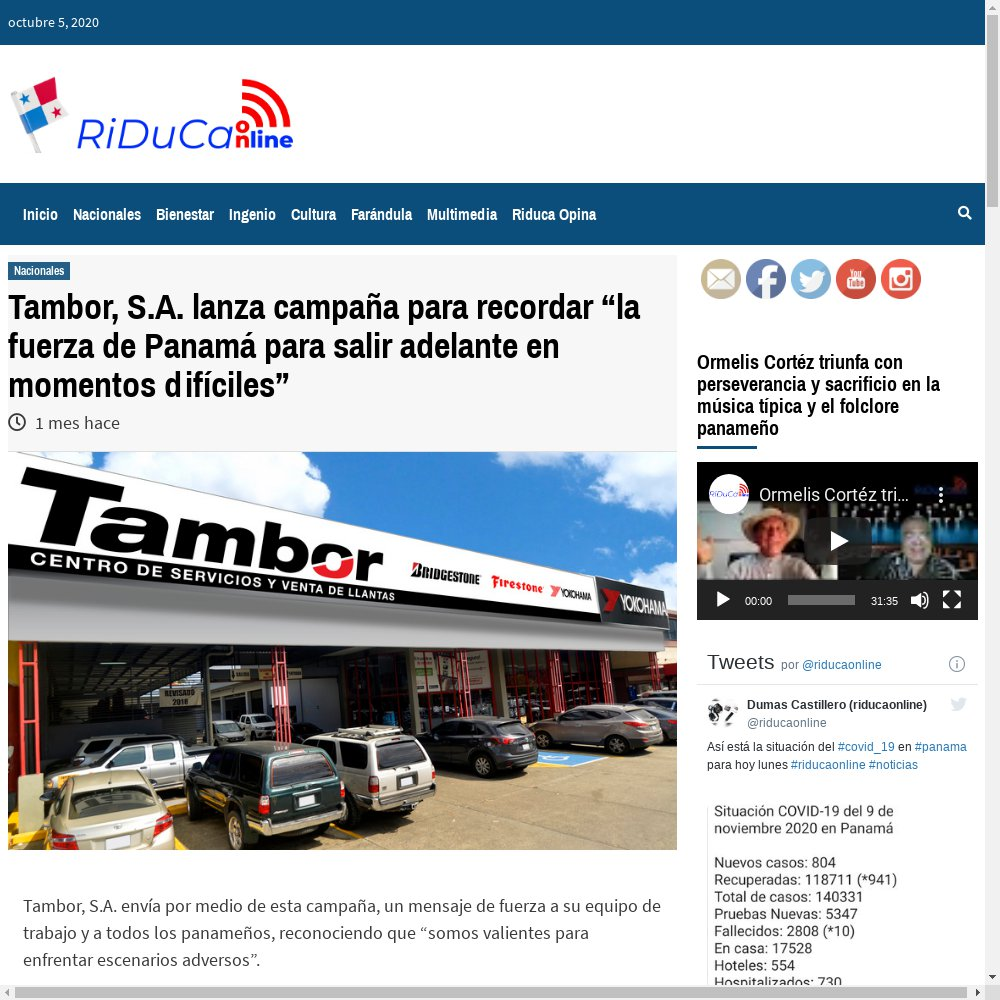 octubre 5, 2020
RiDuCa online
Inicio Nacionales Bienestar Ingenio Cultura Farándula Multimedia Riduca Opina
Nacionales
Tambor, S.A. lanza campaña para recordar “la
fuerza de Panamá para salir adelante en
momentos difíciles”
1 mes hace
Tambor
CENTRO DE SERVICIOS Y VENTA DE LLANTAS
BRIDGESTONE Firestone YOKOHAMA YOKOHAMA
REVISADO
2018
Tambor, S.A. envía por medio de esta campaña, un mensaje de fuerza a su equipo de
trabajo y a todos los panameños, reconociendo que “somos valientes para
enfrentar escenarios adversos”.
You
Tube
Ormelis Cortéz triunfa con
perseverancia y sacrificio en la
música típica y el folclore
panameño
RiDuCa
Ormelis Cortéz tri...
00:00 31:35
Tweets por @riducaonline
Dumas Castillero (riducaonline)
@riducaonline
Así está la situación del #covid_19 en #panama
para hoy lunes #riducaonline #noticias
Situación COVID-19 del 9 de
noviembre 2020 en Panamá
Nuevos casos: 804
Recuperadas: 118711 (*941)
Total de casos: 140331
Pruebas Nuevas: 5347
Fallecidos: 2808 (*10)
En casa: 17528
Hoteles: 554
Hospitalizados: 730